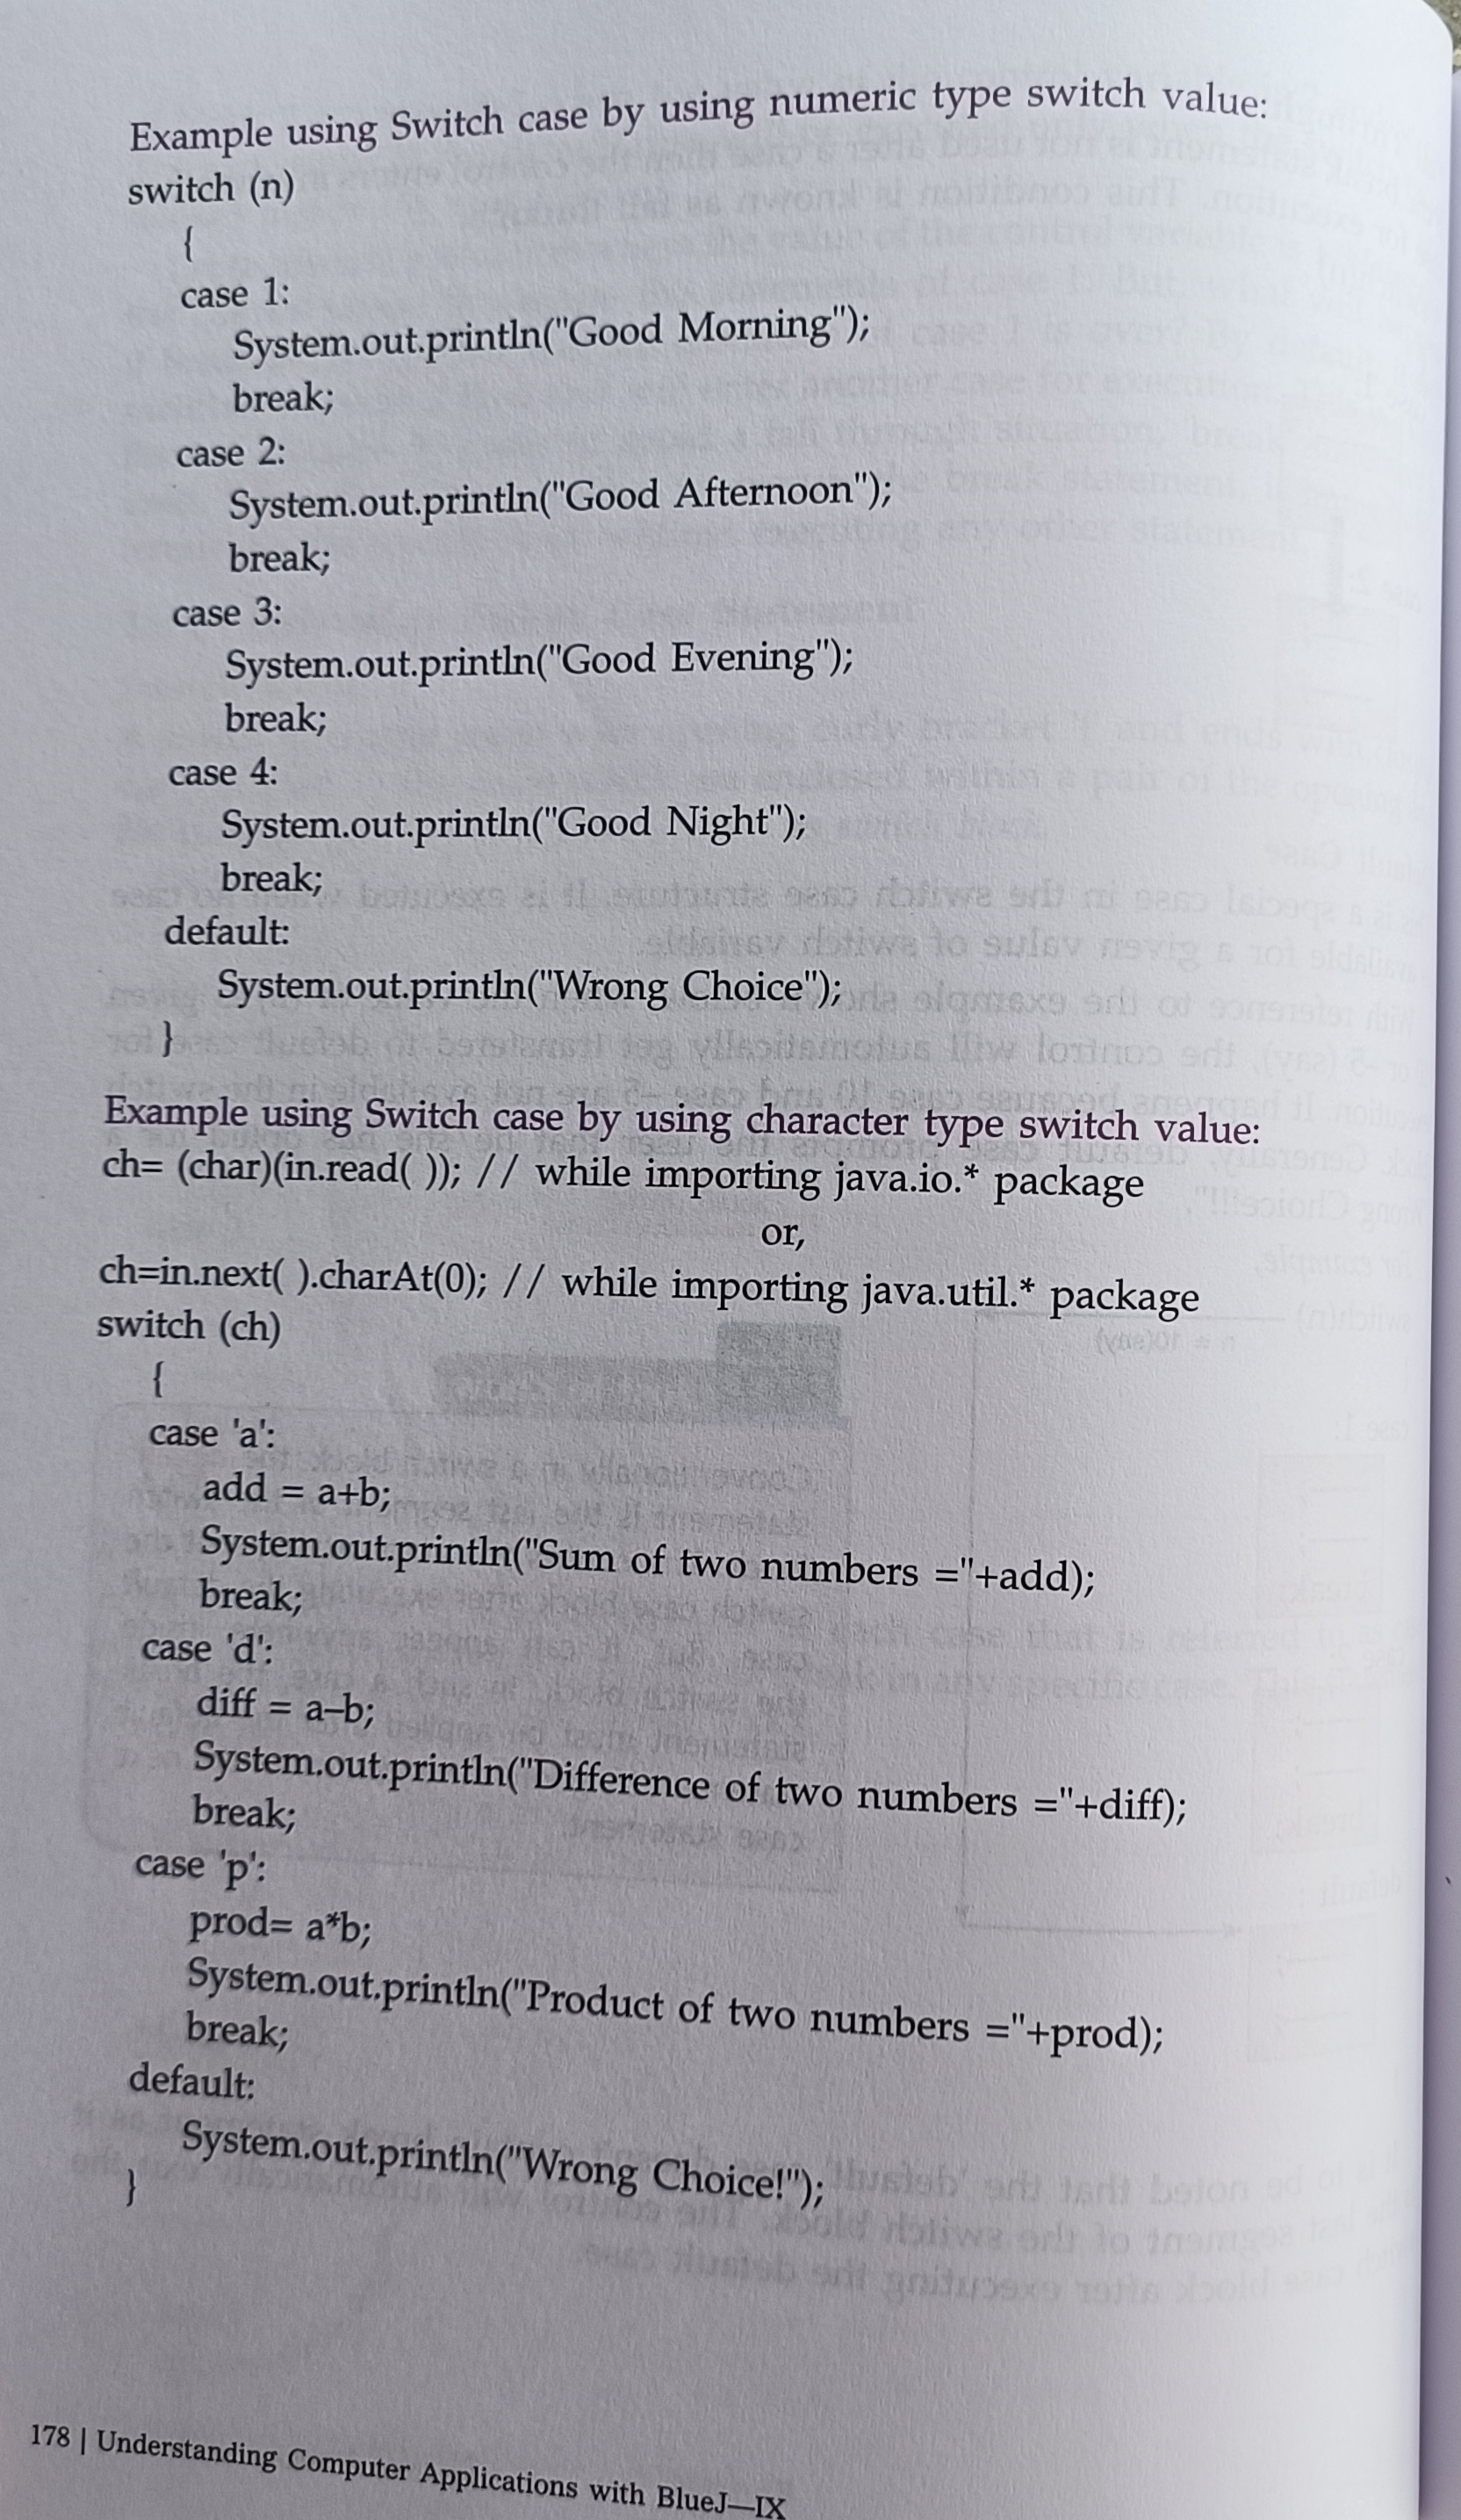 Example using Switch case by using numeric type switch value:
switch (n)
{
case 1:
System.out.println("Good Morning");
break;
case 2:
System.out.println("Good Afternoon");
break;
case 3:
System.out.println("Good Evening");
break;
case 4:
System.out.println("Good Night");
break;
default:
System.out.println("Wrong Choice");
}
Example using Switch case by using character type switch value:
ch= (char)(in.read( )); // while importing java.io.* package
or,
ch=in.next( ).charAt(0); // while importing java.util.* package
switch (ch)
{
case 'a':
add = a+b;
System.out.println("Sum of two numbers ="+add);
break;
case 'd':
diff = a–b;
System.out.println("Difference of two numbers ="+diff);
break;
case 'p':
prod= a*b;
System.out.println("Product of two numbers ="+prod);
break;
default:
System.out.println("Wrong Choice!");
}
178 | Understanding Computer Applications with BlueJ—IX